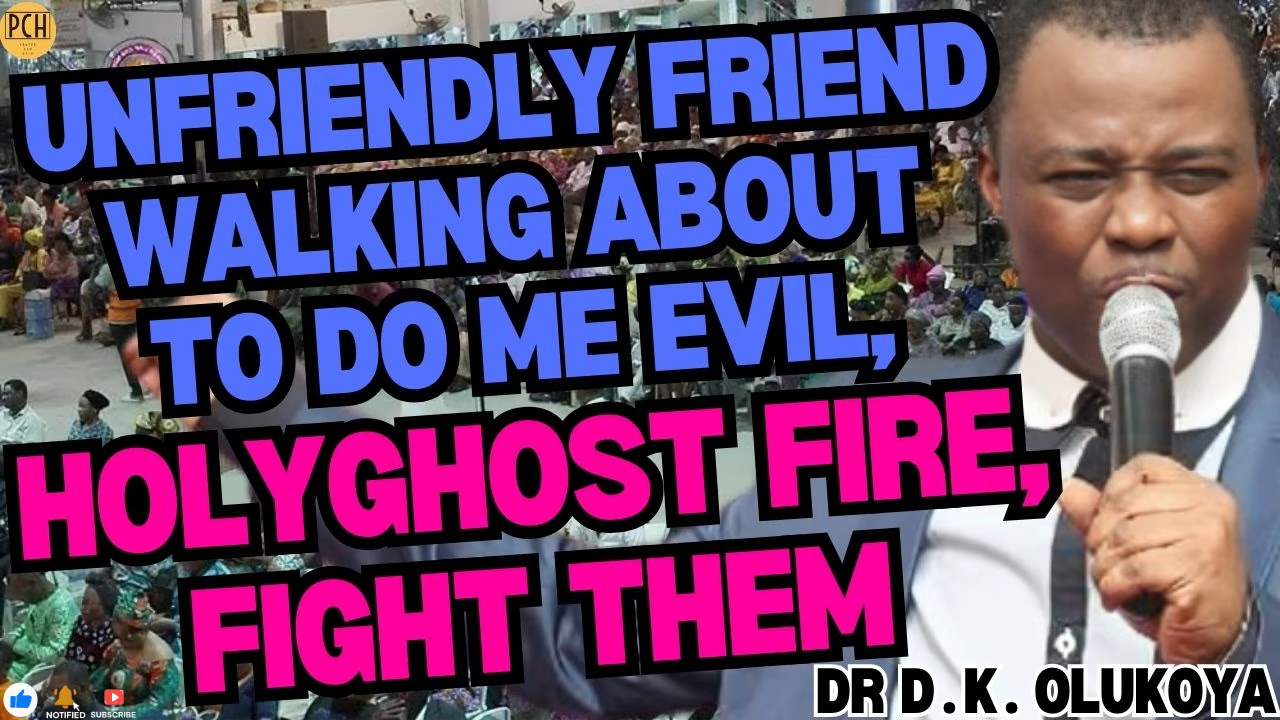 PCH
UNFRIENDLY FRIEND
WALKING ABOUT
TO DO ME EVIL,
HOLYGHOST FIRE,
FIGHT THEM
DR D.K. OLUKOYA
NOTIFIED SUBSCRIBE